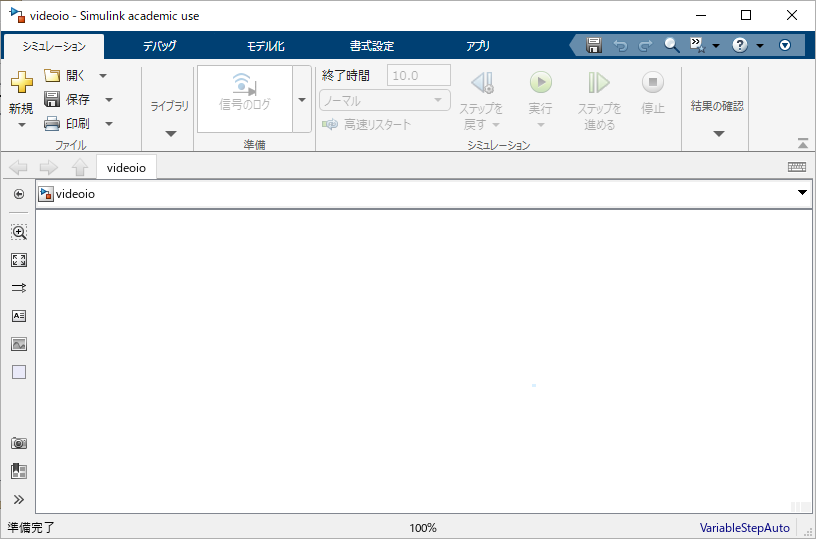 videoio - Simulink academic use
シミュレーション デバッグ モデル化 書式設定 アプリ
新規
開く
保存
印刷
ファイル
ライブラリ
信号のログ
準備
終了時間 10.0
ノーマル
高速リスタート
ステップを
戻す
実行
ステップを
進める
停止
シミュレーション
結果の確認
videoio
videoio
準備完了 100% VariableStepAuto